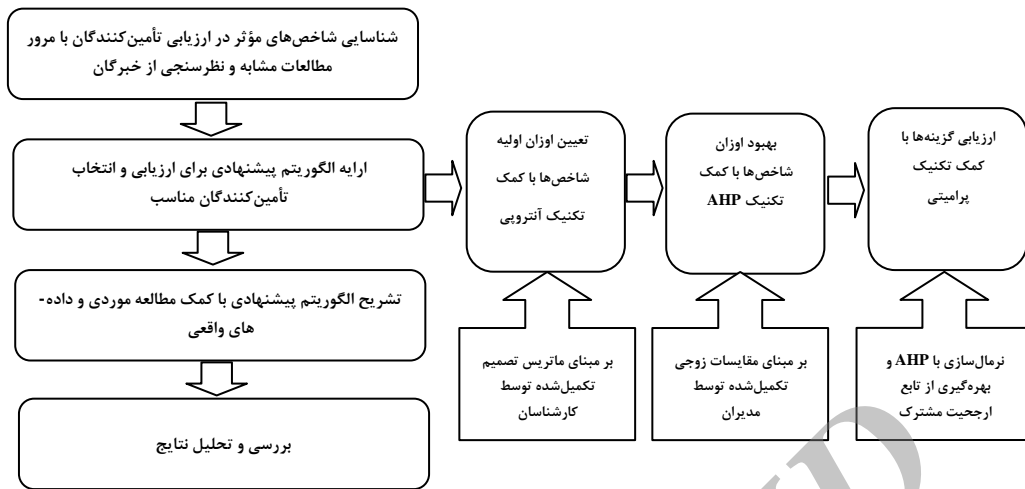 شناسایی شاخص‌های مؤثر در ارزیابی تأمین‌کنندگان با مرور
مطالعات مشابه و نظرسنجی از خبرگان
ارایه الگوریتم پیشنهادی برای ارزیابی و انتخاب
تأمین‌کنندگان مناسب
تشریح الگوریتم پیشنهادی با کمک مطالعه موردی و داده-
های واقعی
بررسی و تحلیل نتایج
تعیین اوزان اولیه
شاخص‌ها با کمک
تکنیک آنتروپی
بهبود اوزان
شاخص‌ها با کمک
تکنیک AHP
ارزیابی گزینه‌ها با
کمک تکنیک
پرامیتی
بر مبنای ماتریس تصمیم
تکمیل‌شده توسط
کارشناسان
بر مبنای مقایسات زوجی
تکمیل‌شده توسط
مدیران
نرمال‌سازی با AHP و
بهره‌گیری از تابع
ارجحیت مشترک